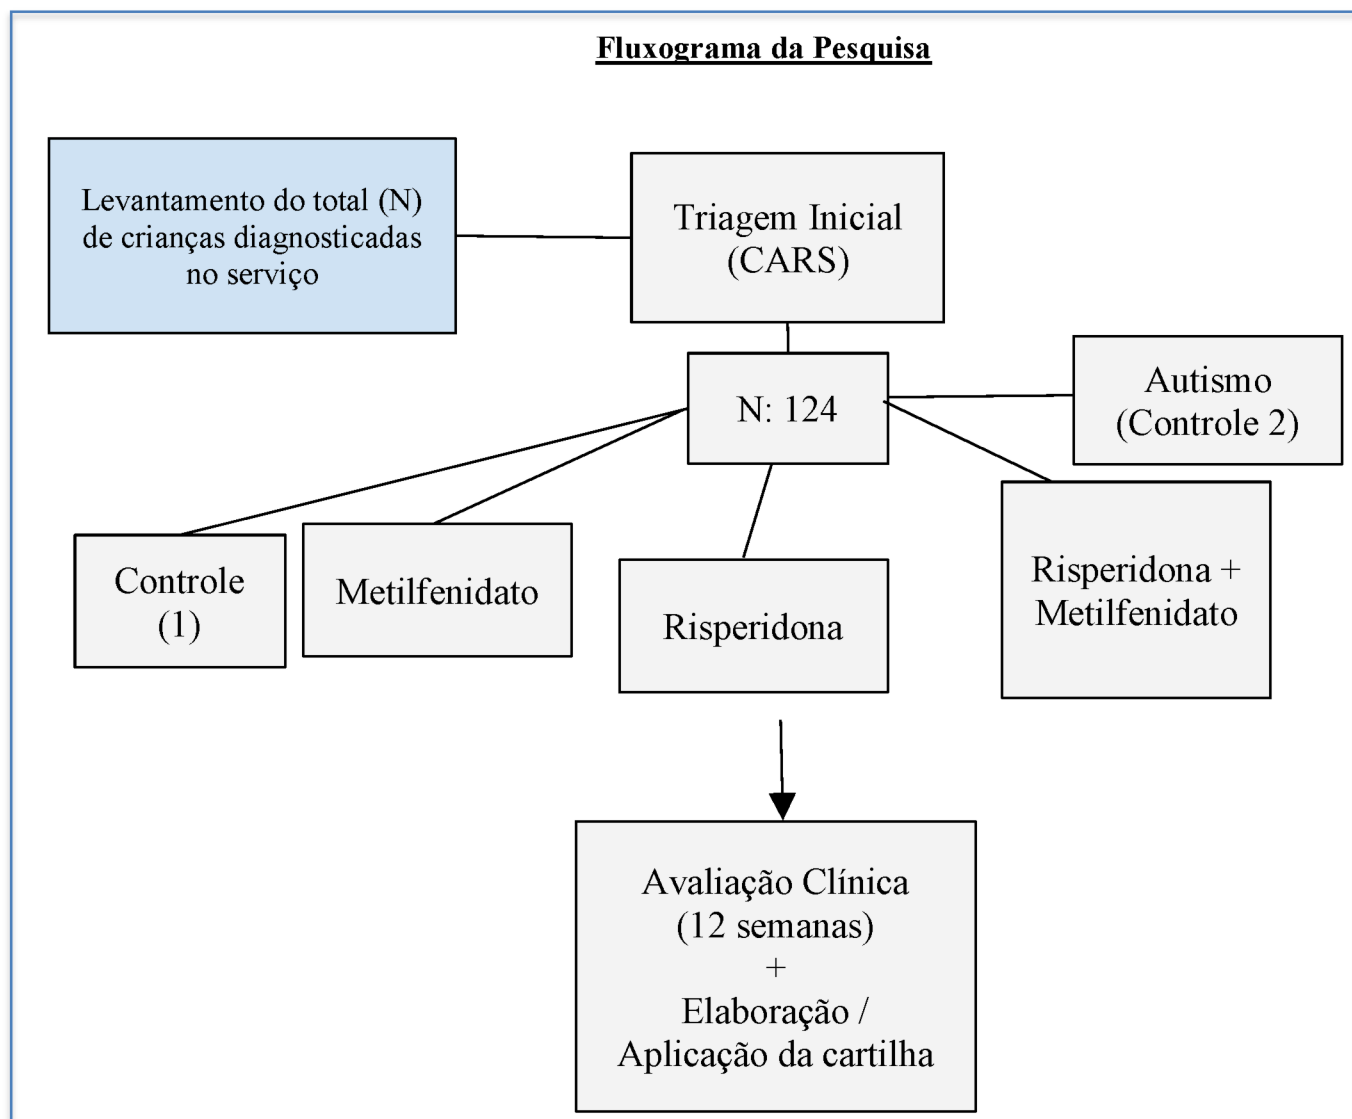 Fluxograma da Pesquisa
Levantamento do total (N)
de crianças diagnosticadas
no serviço
Triagem Inicial
(CARS)
N: 124
Autismo
(Controle 2)
Controle
(1)
Metilfenidato
Risperidona
Risperidona +
Metilfenidato
Avaliação Clínica
(12 semanas)
+
Elaboração /
Aplicação da cartilha